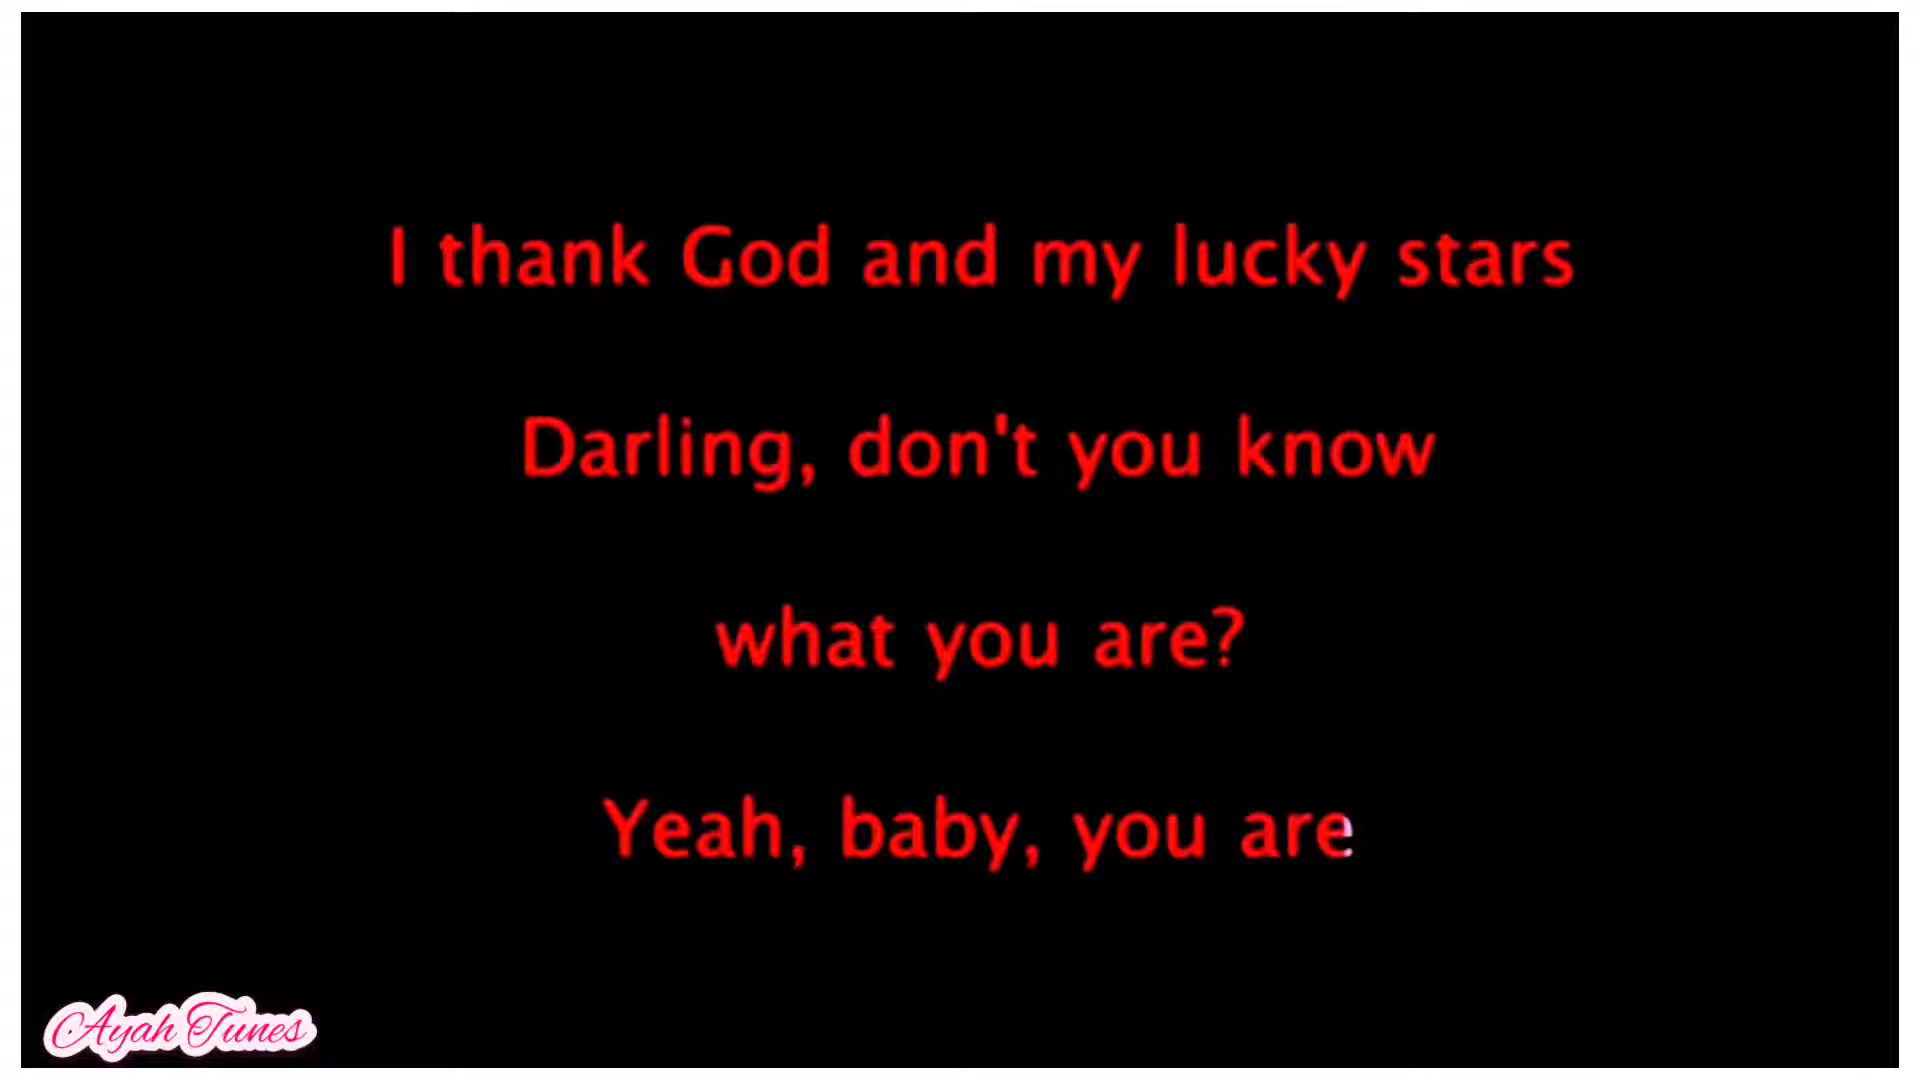 I thank God and my lucky stars
Darling, don't you know
what you are?
Yeah, baby, you are
Ayah Tunes